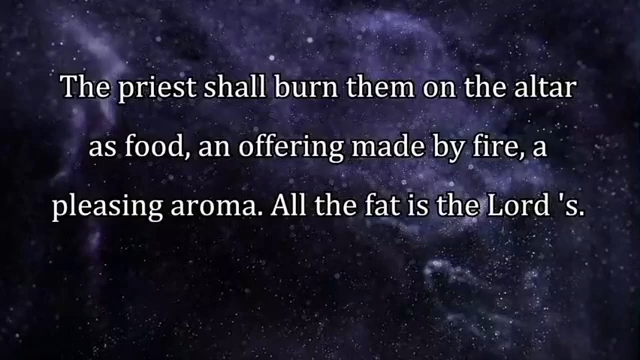 The priest shall burn them on the altar
as food, an offering made by fire, a
pleasing aroma. All the fat is the Lord 's.